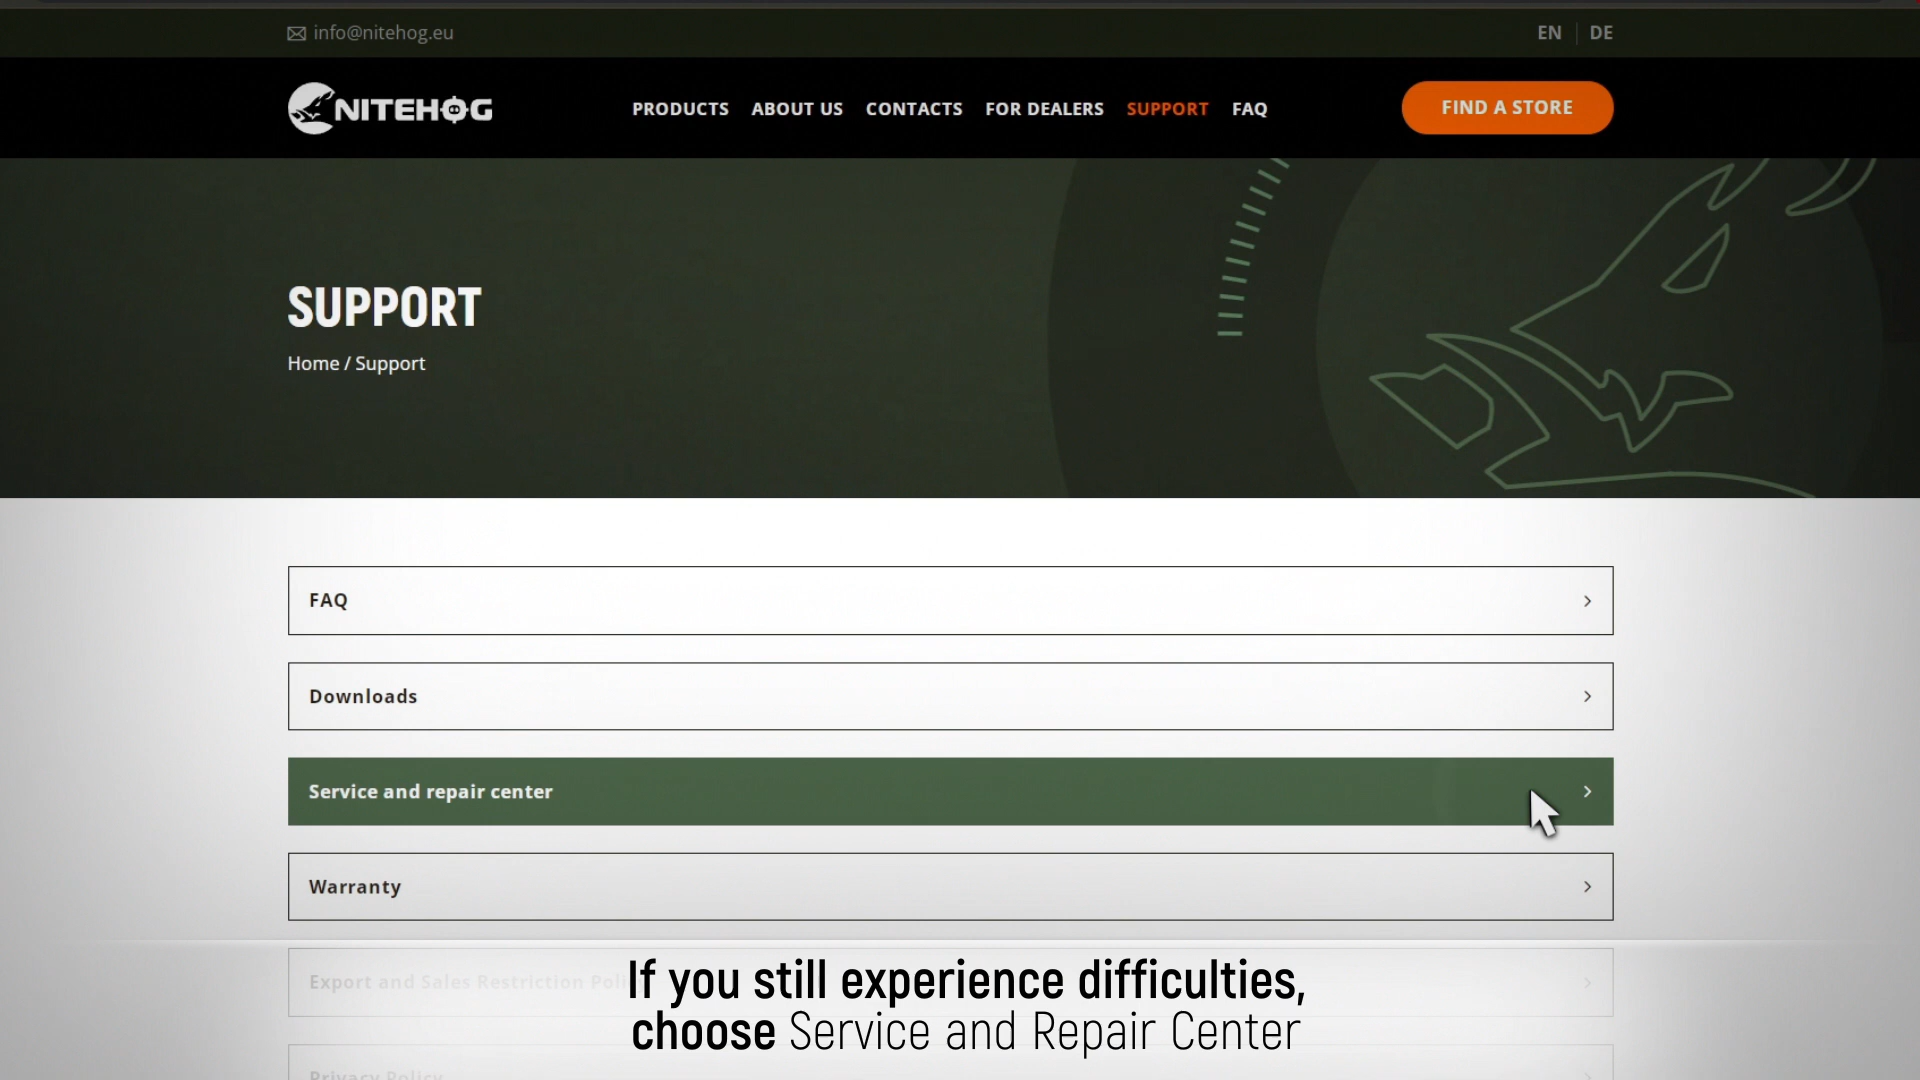 info@nitehog.eu
EN | DE
NITEHOG
PRODUCTS ABOUT US CONTACTS FOR DEALERS SUPPORT FAQ
FIND A STORE
SUPPORT
Home / Support
FAQ
Downloads
Service and repair center
Warranty
Export and Sales Restriction
If you still experience difficulties,
choose Service and Repair Center
Privacy Policy